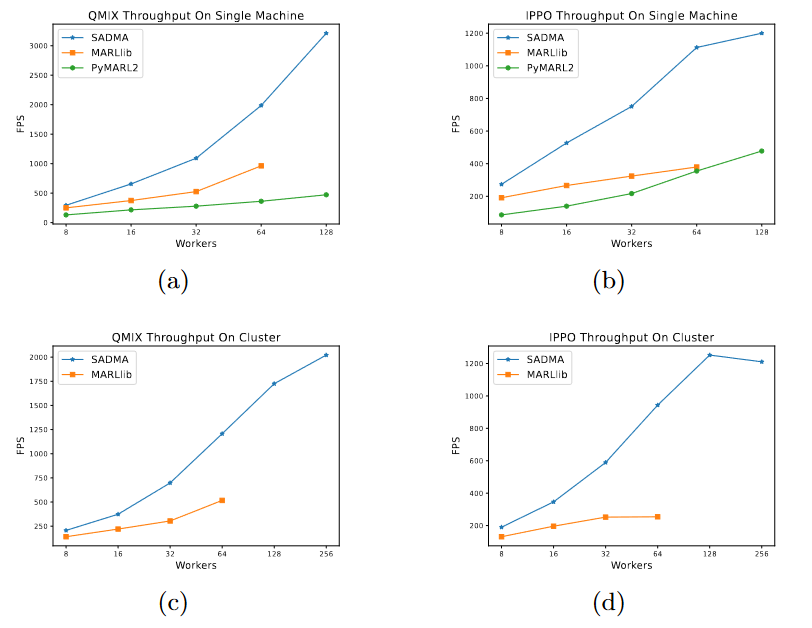 QMIX Throughput On Single Machine
SADMA
MARLlib
PyMARL2
FPS
3000
2500
2000
1500
1000
500
0
8 16 32 64 128
Workers
(a)
IPPO Throughput On Single Machine
SADMA
MARLlib
PyMARL2
FPS
1200
1000
800
600
400
200
8 16 32 64 128
Workers
(b)
QMIX Throughput On Cluster
SADMA
MARLlib
FPS
2000
1750
1500
1250
1000
750
500
250
8 16 32 64 128 256
Workers
(c)
IPPO Throughput On Cluster
SADMA
MARLlib
FPS
1200
1000
800
600
400
200
8 16 32 64 128 256
Workers
(d)